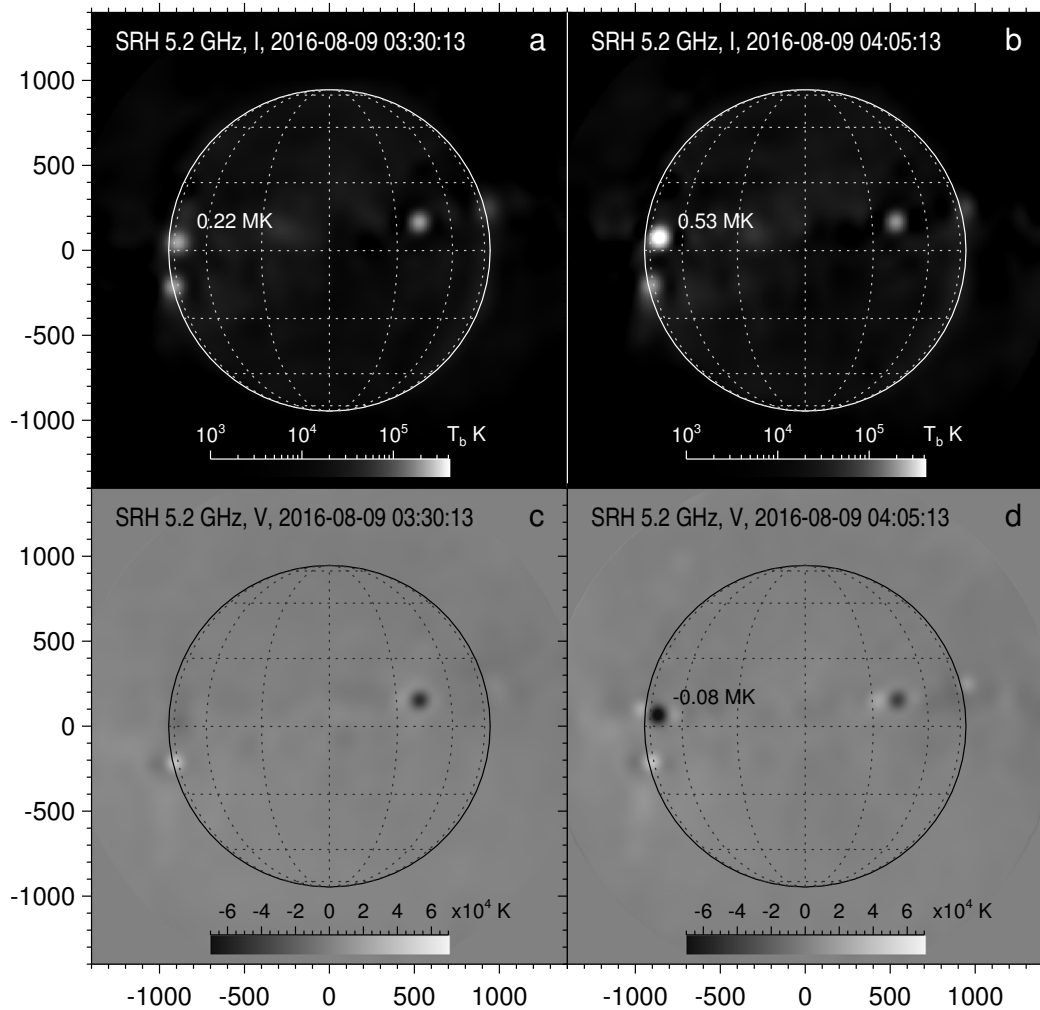 SRH 5.2 GHz, I, 2016-08-09 03:30:13 a
SRH 5.2 GHz, I, 2016-08-09 04:05:13 b
1000
500
0
-500
-1000
0.22 MK
0.53 MK
10³ 10⁴ 10⁵ T_b K
10³ 10⁴ 10⁵ T_b K
SRH 5.2 GHz, V, 2016-08-09 03:30:13 c
SRH 5.2 GHz, V, 2016-08-09 04:05:13 d
1000
500
0
-500
-1000
-0.08 MK
-6 -4 -2 0 2 4 6 x10⁴ K
-6 -4 -2 0 2 4 6 x10⁴ K
-1000 -500 0 500 1000
-1000 -500 0 500 1000